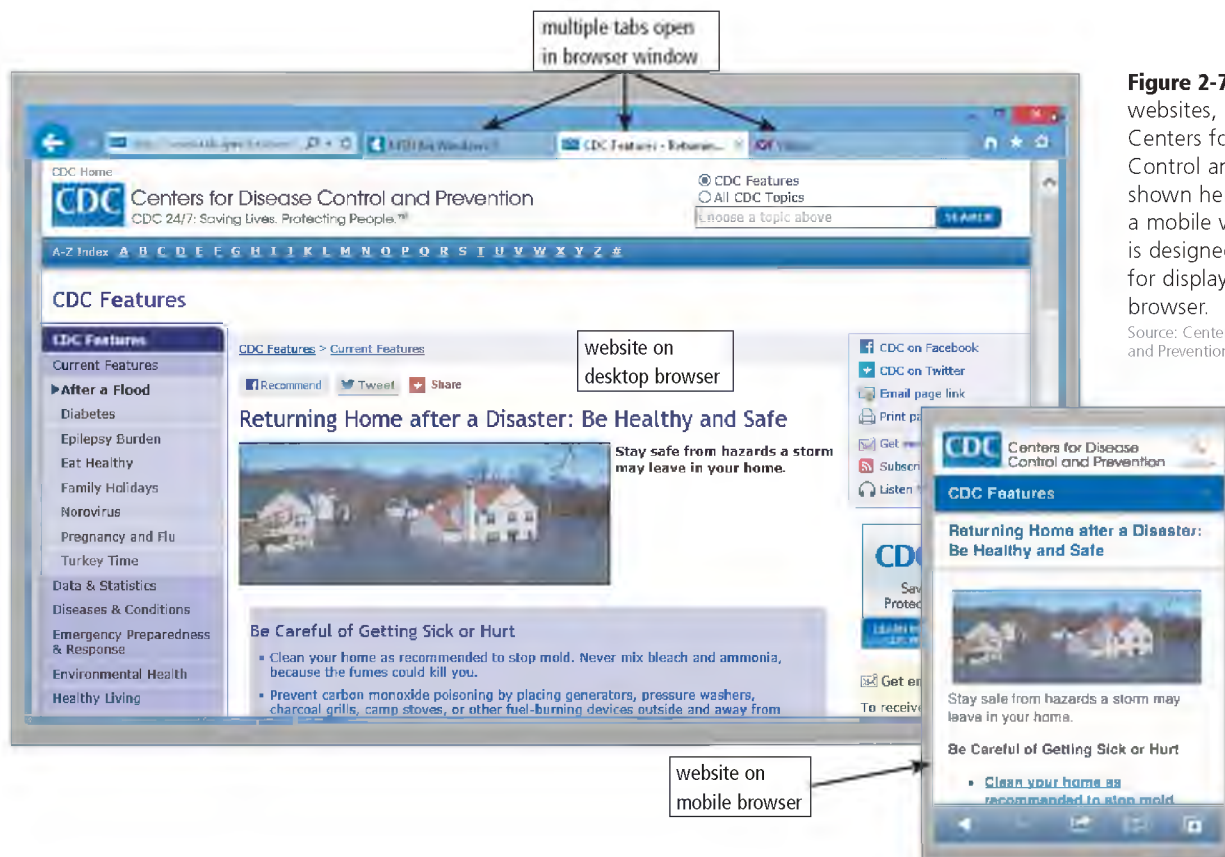 multiple tabs open
in browser window
Figure 2-7
websites,
Centers fo
Control an
shown he
a mobile v
is designe
for display
browser.
Source: Cente
and Prevention
CDC Features - Returnin...
CDC Home
CDC Centers for Disease Control and Prevention
CDC 24/7: Saving Lives. Protecting People.™
CDC Features
All CDC Topics
Choose a topic above
SEARCH
A-Z Index A B C D E F G H I J K L M N O P Q R S T U V W X Y Z #
CDC Features
CDC Features
Current Features
After a Flood
Diabetes
Epilepsy Burden
Eat Healthy
Family Holidays
Norovirus
Pregnancy and Flu
Turkey Time
Data & Statistics
Diseases & Conditions
Emergency Preparedness
& Response
Environmental Health
Healthy Living
CDC Features > Current Features
Recommend Tweet Share
website on
desktop browser
Returning Home after a Disaster: Be Healthy and Safe
Stay safe from hazards a storm
may leave in your home.
Be Careful of Getting Sick or Hurt
Clean your home as recommended to stop mold. Never mix bleach and ammonia,
because the fumes could kill you.
Prevent carbon monoxide poisoning by placing generators, pressure washers,
charcoal grills, camp stoves, or other fuel-burning devices outside and away from
CDC on Facebook
CDC on Twitter
Email page link
Print pa
Get
Subscri
Listen
CD
Sav
Protec
Get em
To receive
CDC Centers for Disease
Control and Prevention
CDC Features
Returning Home after a Disaster:
Be Healthy and Safe
Stay safe from hazards a storm may
leave in your home.
Be Careful of Getting Sick or Hurt
Clean your home as
recommended to stop mold
website on
mobile browser